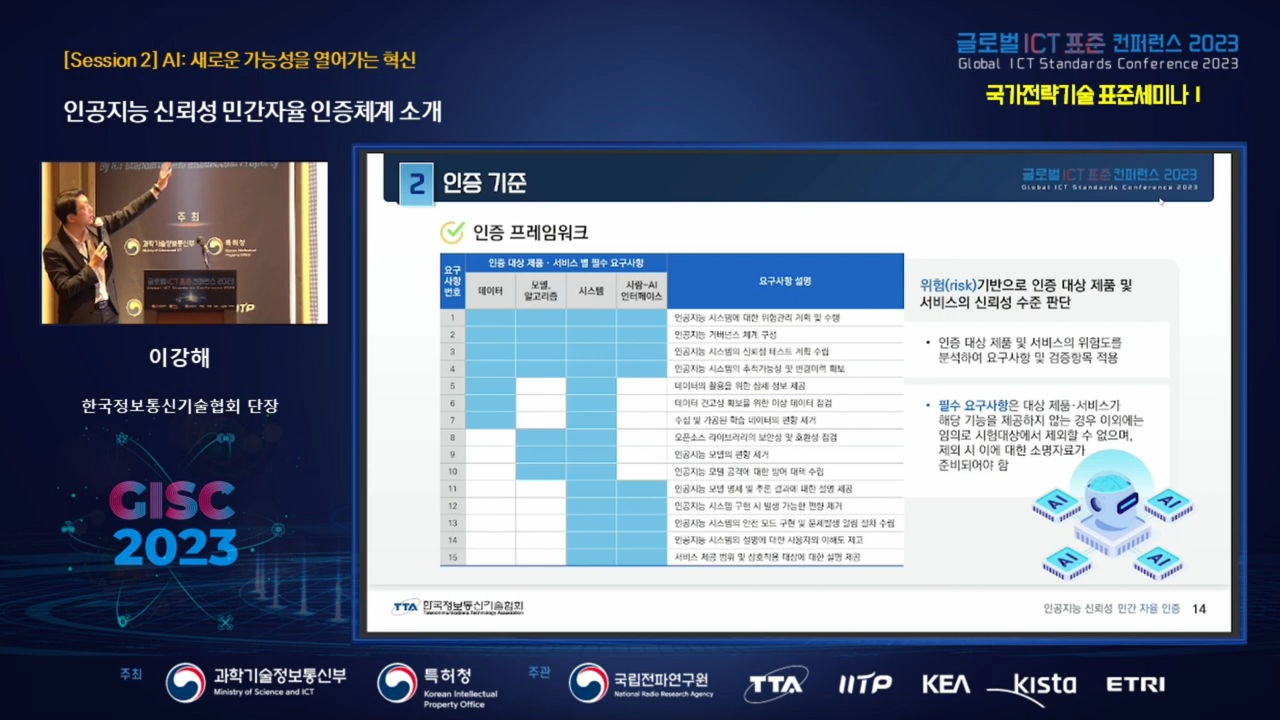 [Session 2] AI: 새로운 가능성을 열어가는 혁신
인공지능 신뢰성 민간자율 인증체계 소개
글로벌 ICT 표준 컨퍼런스 2023
Global ICT Standards Conference 2023
국가전략기술 표준세미나 I
주 최
과학기술정보통신부
특허청
이강해
한국정보통신기술협회 단장
GISC
2023
2 인증 기준
글로벌 ICT 표준 컨퍼런스 2023
Global ICT Standards Conference 2023
인증 프레임워크
요구사항 번호
인증 대상 제품 · 서비스 별 필수 요구사항
요구사항 설명
데이터
모델, 알고리즘
시스템
사람-AI 인터페이스
1 인공지능 시스템에 대한 위험관리 계획 및 수행
2 인공지능 거버넌스 체계 구성
3 인공지능 시스템의 신뢰성 테스트 계획 수립
4 인공지능 시스템의 추적가능성 및 변경이력 확보
5 데이터의 활용을 위한 상세 정보 제공
6 데이터 견고성 확보를 위한 이상 데이터 점검
7 수집 및 가공된 학습 데이터의 편향 제거
8 오픈소스 라이브러리의 보안성 및 호환성 점검
9 인공지능 모델의 편향 제거
10 인공지능 모델 공격에 대한 방어 대책 수립
11 인공지능 모델 명세 및 추론 결과에 대한 설명 제공
12 인공지능 시스템 구현 시 발생 가능한 편향 제거
13 인공지능 시스템의 안전 모드 구현 및 문제발생 알림 절차 수립
14 인공지능 시스템의 설명에 대한 사용자의 이해도 제고
15 서비스 제공 범위 및 상호작용 대상에 대한 설명 제공
위험(risk)기반으로 인증 대상 제품 및
서비스의 신뢰성 수준 판단
• 인증 대상 제품 및 서비스의 위험도를
분석하여 요구사항 및 검증항목 적용
• 필수 요구사항은 대상 제품·서비스가
해당 기능을 제공하지 않는 경우 이외에는
임의로 시험대상에서 제외할 수 없으며,
제외 시 이에 대한 소명자료가
준비되어야 함
AI
AI
AI
AI
TTA 한국정보통신기술협회
Telecommunications Technology Association
인공지능 신뢰성 민간 자율 인증 14
주최
과학기술정보통신부
Ministry of Science and ICT
특허청
Korean Intellectual
Property Office
주관
국립전파연구원
National Radio Research Agency
TTA
IITP
KEA
kista
ETRI